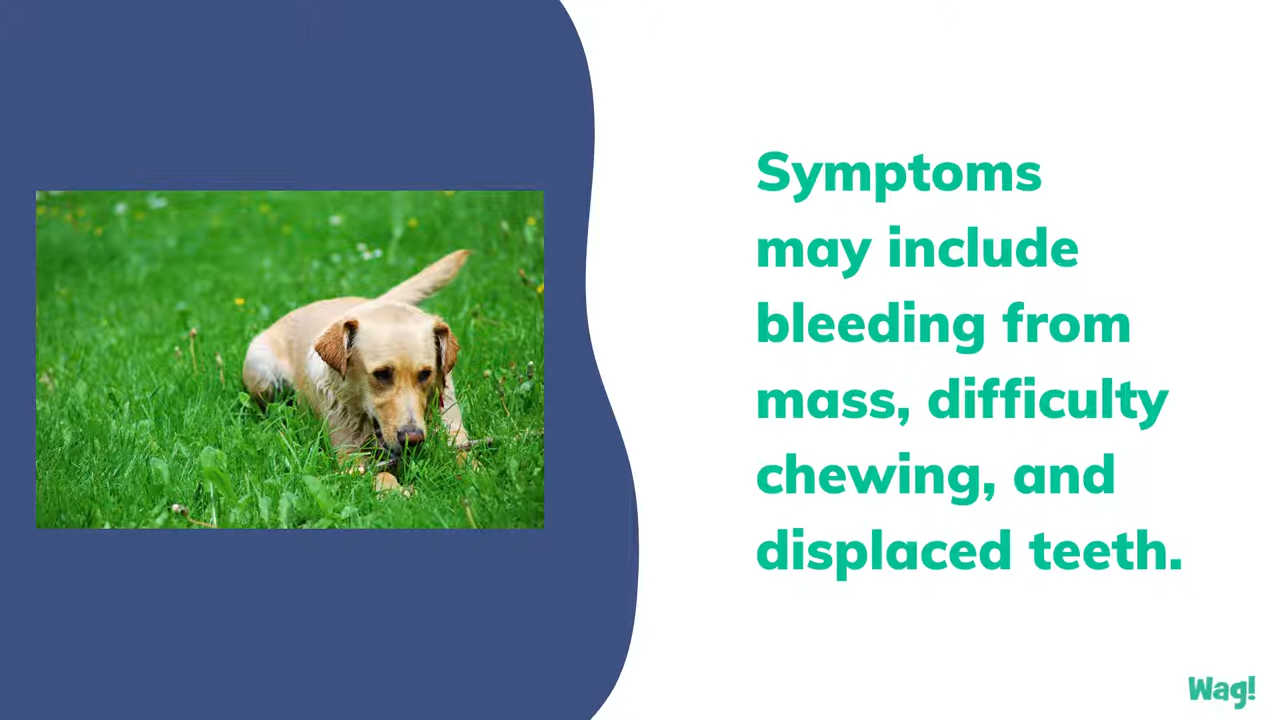 Symptoms
may include
bleeding from
mass, difficulty
chewing, and
displaced teeth.
Wag!